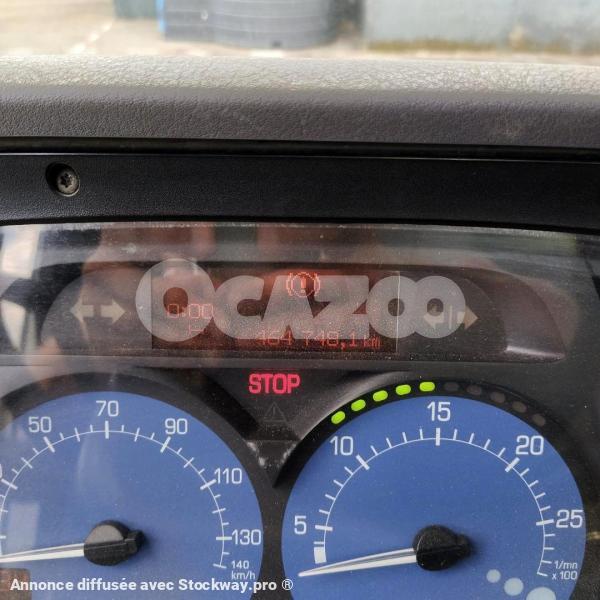 OCAZOO
0:00
464 748,1 km
STOP
50 70 90 110 130 140 km/h
5 10 15 20 25 1/mn x 100
Annonce diffusée avec Stockway.pro ®